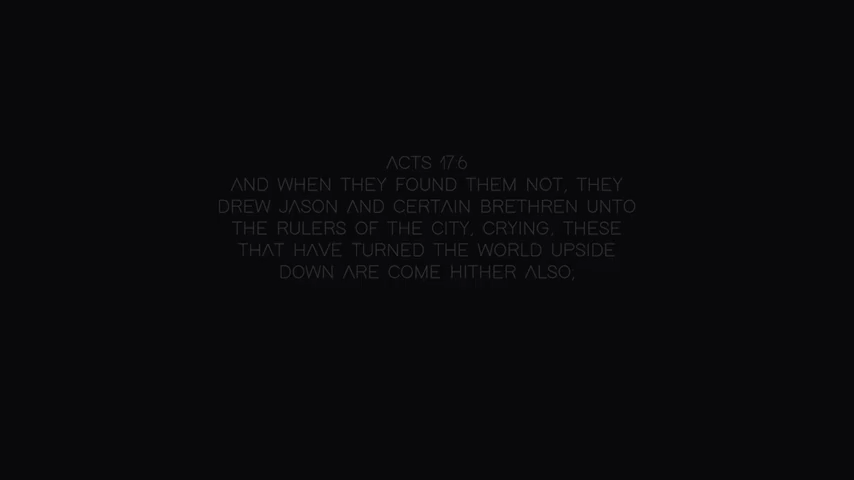 ACTS 17:6
AND WHEN THEY FOUND THEM NOT, THEY
DREW JASON AND CERTAIN BRETHREN UNTO
THE RULERS OF THE CITY, CRYING, THESE
THAT HAVE TURNED THE WORLD UPSIDE
DOWN ARE COME HITHER ALSO;